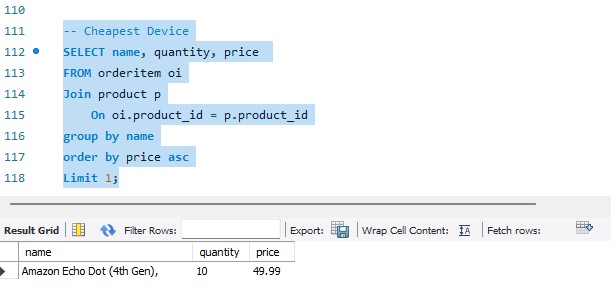 110
111 -- Cheapest Device
112 SELECT name, quantity, price
113 FROM orderitem oi
114 Join product p
115 On oi.product_id = p.product_id
116 group by name
117 order by price asc
118 Limit 1;
Result Grid Filter Rows: Export: Wrap Cell Content: Fetch rows:
name quantity price
Amazon Echo Dot (4th Gen), 10 49.99